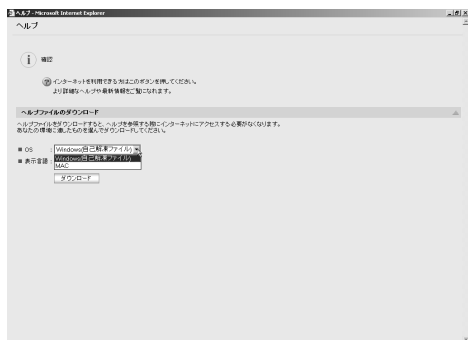 ヘルプ - Microsoft Internet Explorer
ヘルプ
i 確認
インターネットを利用できる方はこのボタンを押してください。
より詳細なヘルプや最新情報をご覧になれます。
ヘルプファイルのダウンロード
ヘルプファイルをダウンロードすると、ヘルプを参照する際にインターネットにアクセスする必要がなくなります。
あなたの環境に適したものを選んでダウンロードしてください。
■ OS : Windows(自己解凍ファイル)
Windows(自己解凍ファイル)
MAC
■ 表示言語 :
ダウンロード